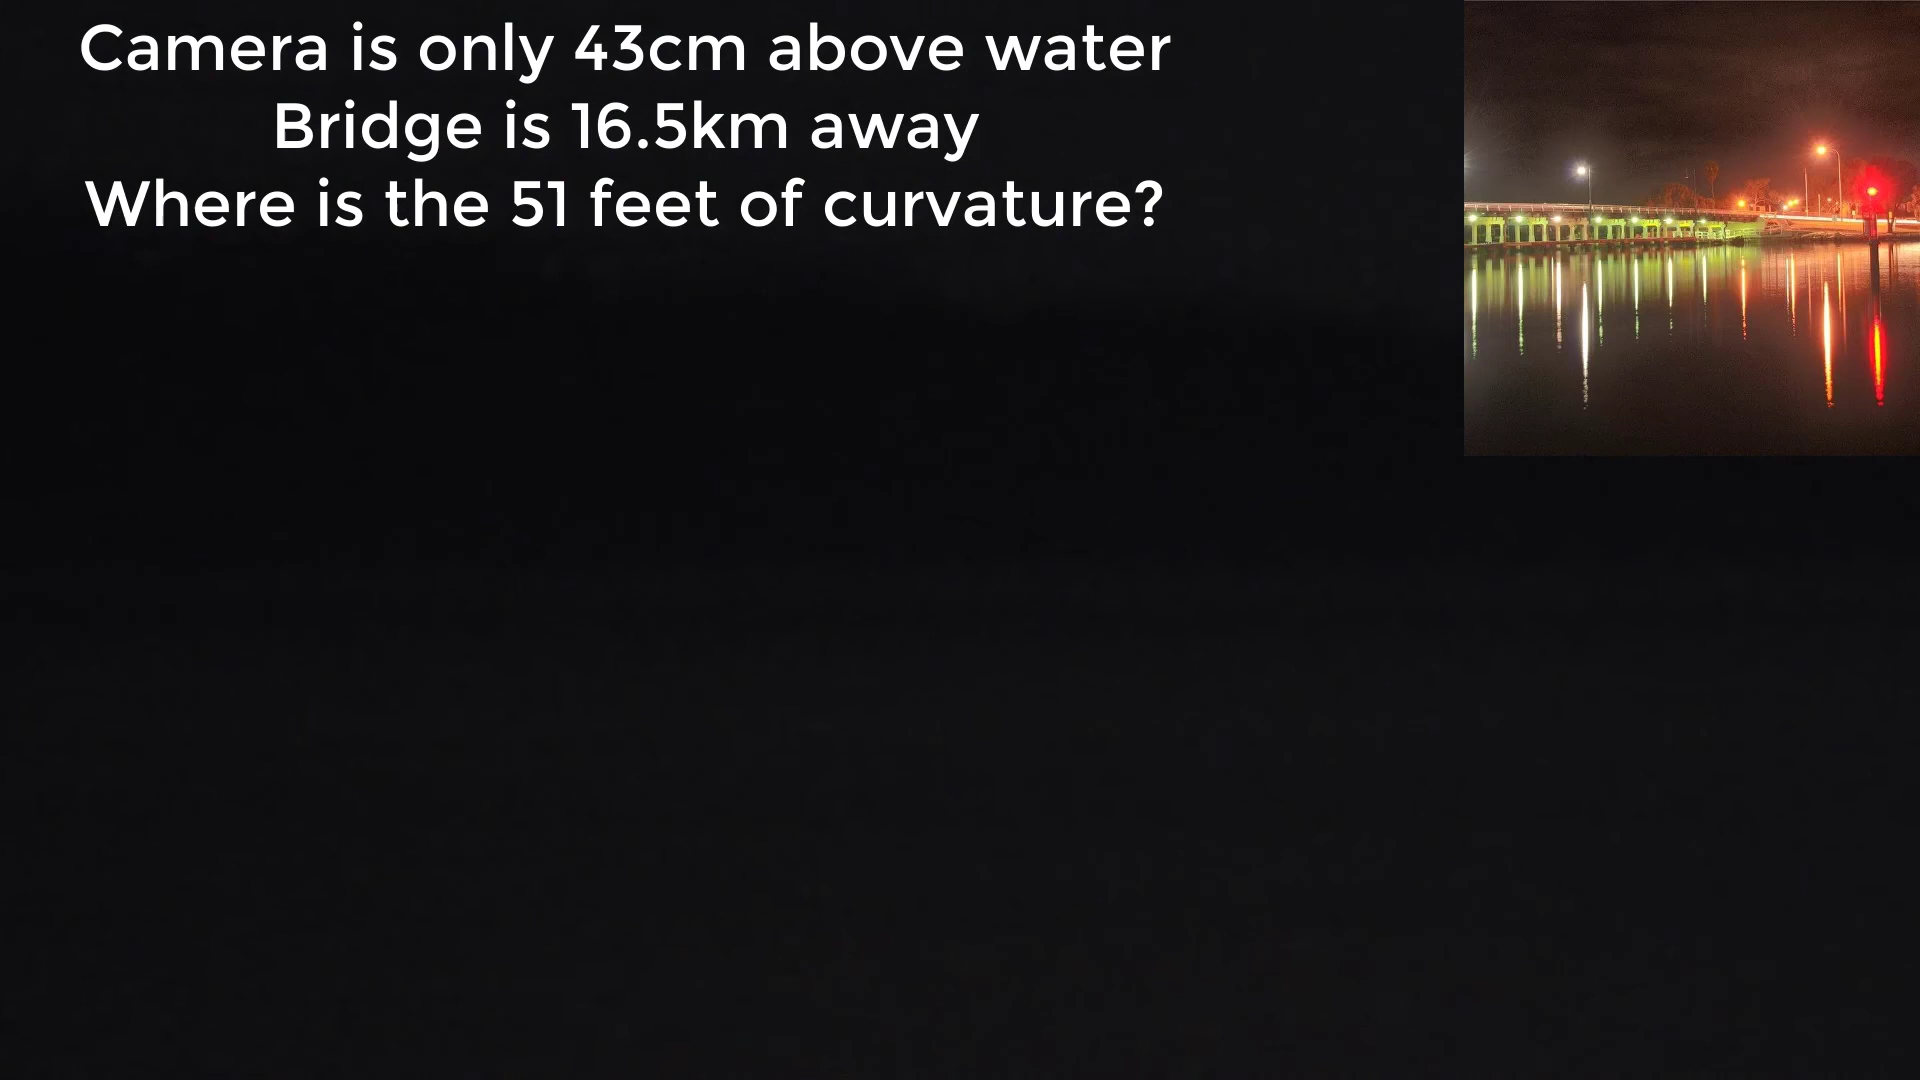 Camera is only 43cm above water
Bridge is 16.5km away
Where is the 51 feet of curvature?